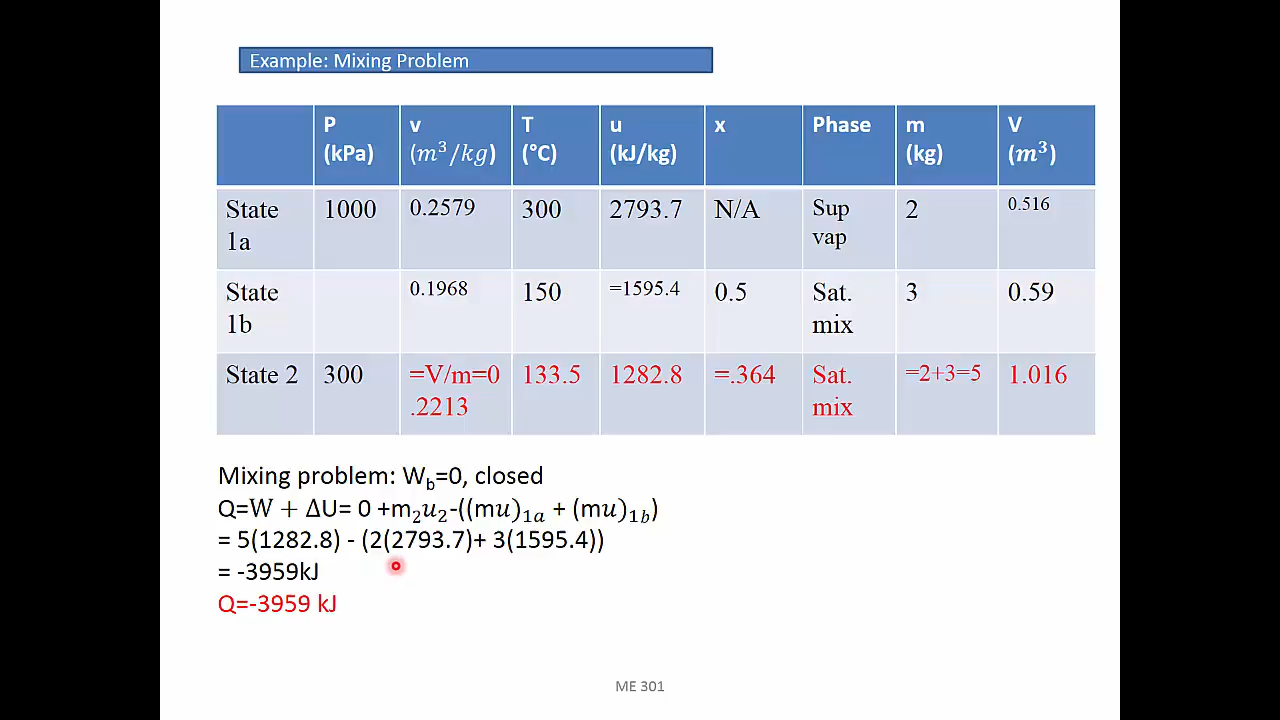 Example: Mixing Problem
P (kPa) v (m³/kg) T (°C) u (kJ/kg) x Phase m (kg) V (m³)
State 1a 1000 0.2579 300 2793.7 N/A Sup vap 2 0.516
State 1b 0.1968 150 =1595.4 0.5 Sat. mix 3 0.59
State 2 300 =V/m=0.2213 133.5 1282.8 =.364 Sat. mix =2+3=5 1.016
Mixing problem: W_b=0, closed
Q=W + ΔU= 0 +m₂u₂-((mu)₁ₐ + (mu)_1b)
= 5(1282.8) - (2(2793.7)+ 3(1595.4))
= -3959kJ
Q=-3959 kJ
ME 301